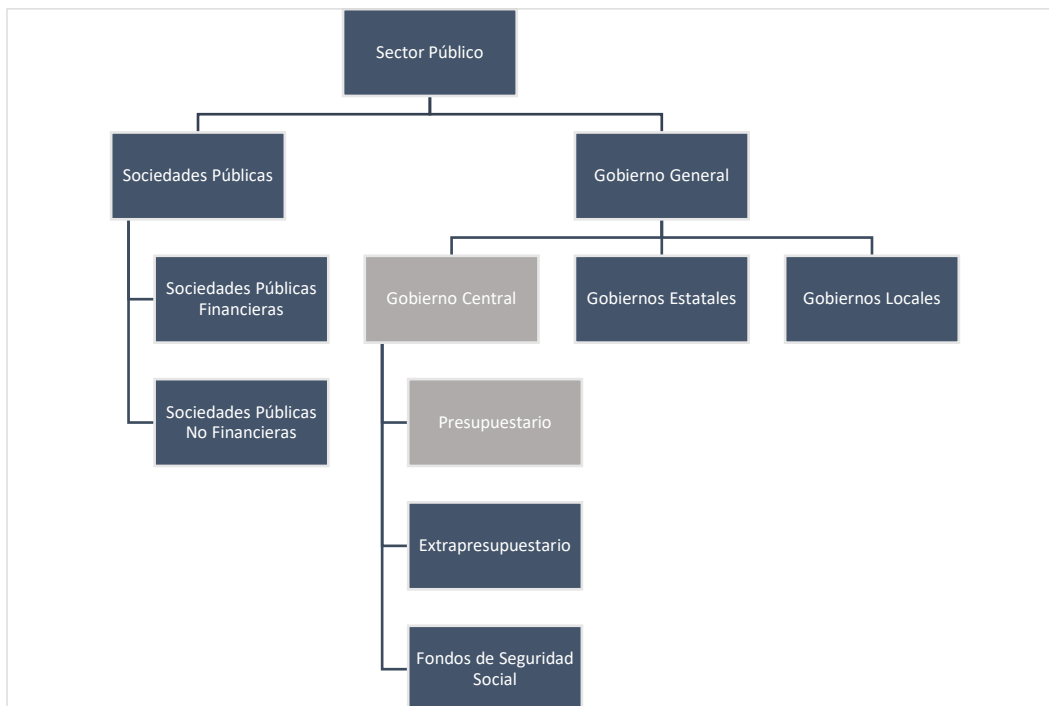 Sector Público
Sociedades Públicas
Gobierno General
Sociedades Públicas
Financieras
Sociedades Públicas
No Financieras
Gobierno Central
Gobiernos Estatales
Gobiernos Locales
Presupuestario
Extrapresupuestario
Fondos de Seguridad
Social